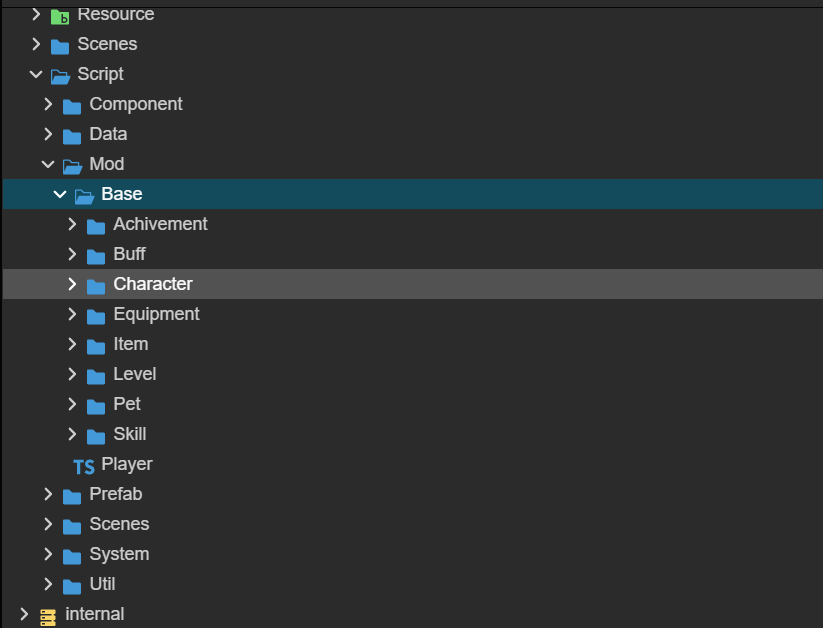 Resource
Scenes
Script
Component
Data
Mod
Base
Achivement
Buff
Character
Equipment
Item
Level
Pet
Skill
TS Player
Prefab
Scenes
System
Util
internal